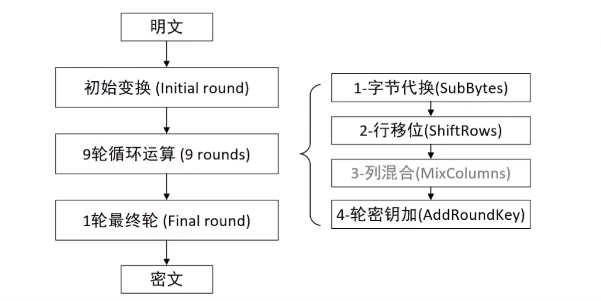 明文
初始变换 (Initial round)
9轮循环运算 (9 rounds)
1轮最终轮 (Final round)
密文
1-字节代换(SubBytes)
2-行移位(ShiftRows)
3-列混合(MixColumns)
4-轮密钥加(AddRoundKey)